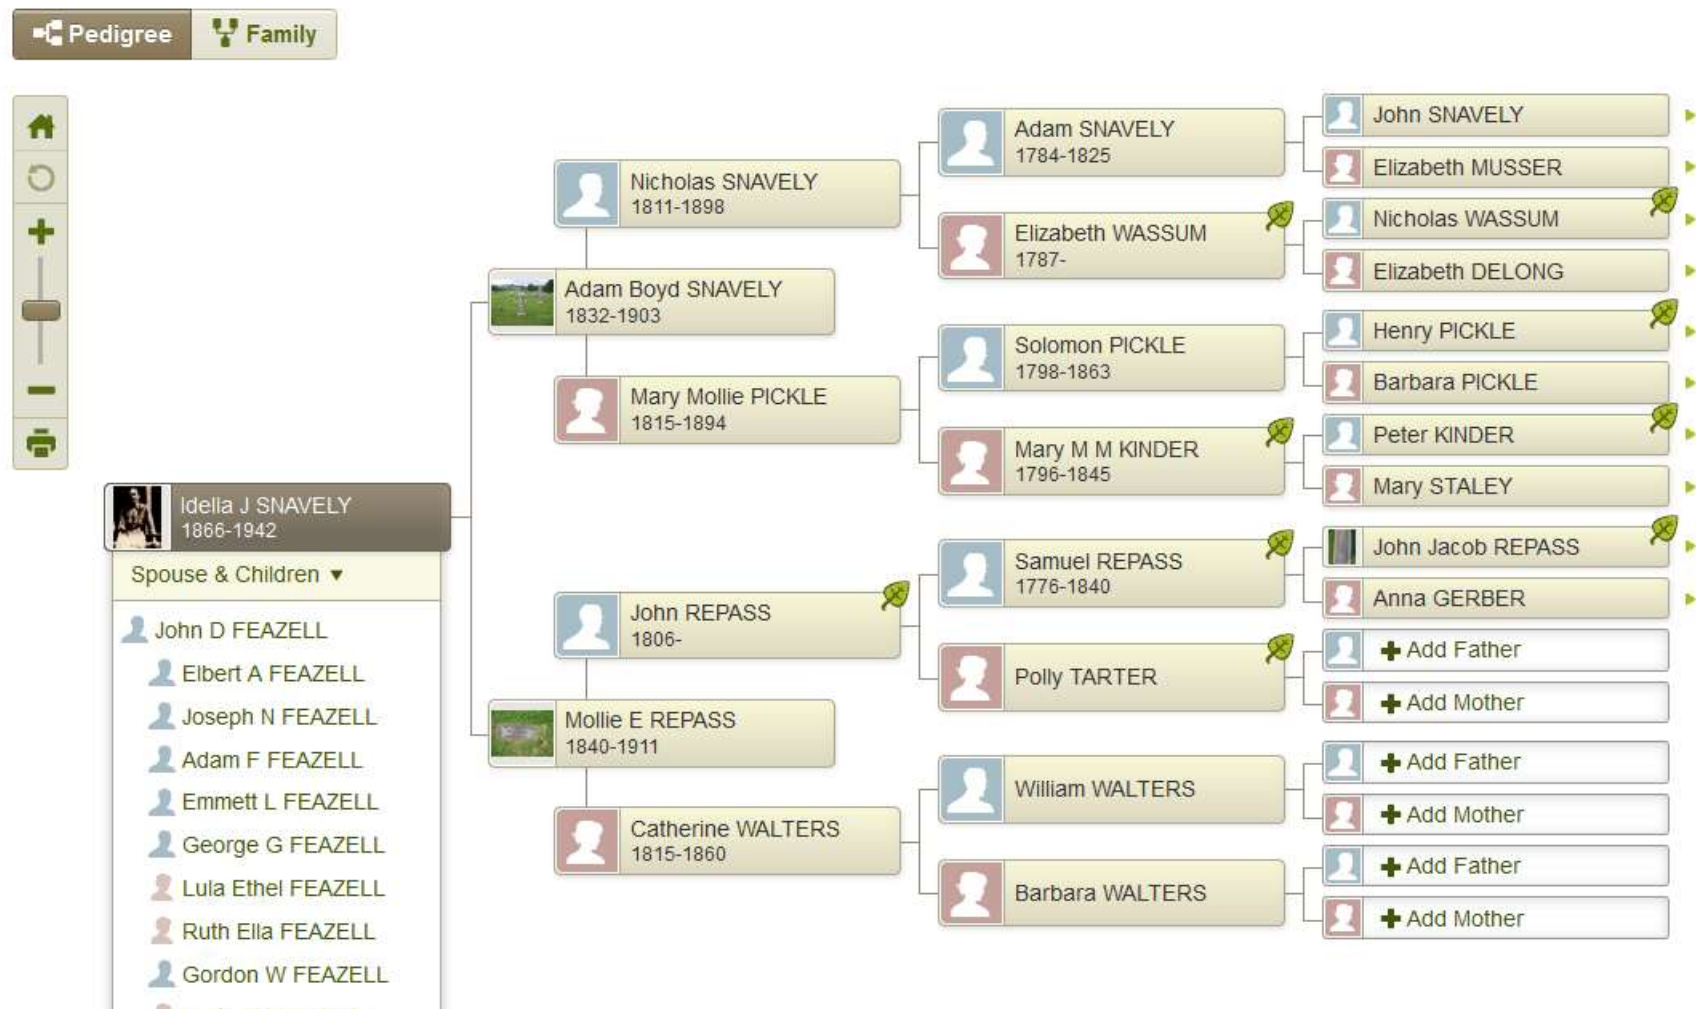 Pedigree
Family
Idella J SNAVELY
1866-1942
Spouse & Children
John D FEAZELL
Elbert A FEAZELL
Joseph N FEAZELL
Adam F FEAZELL
Emmett L FEAZELL
George G FEAZELL
Lula Ethel FEAZELL
Ruth Ella FEAZELL
Gordon W FEAZELL
Nicholas SNAVELY
1811-1898
Adam Boyd SNAVELY
1832-1903
Mary Mollie PICKLE
1815-1894
John REPASS
1806-
Mollie E REPASS
1840-1911
Catherine WALTERS
1815-1860
Adam SNAVELY
1784-1825
Elizabeth WASSUM
1787-
Solomon PICKLE
1798-1863
Mary M M KINDER
1796-1845
Samuel REPASS
1776-1840
Polly TARTER
William WALTERS
Barbara WALTERS
John SNAVELY
Elizabeth MUSSER
Nicholas WASSUM
Elizabeth DELONG
Henry PICKLE
Barbara PICKLE
Peter KINDER
Mary STALEY
John Jacob REPASS
Anna GERBER
Add Father
Add Mother
Add Father
Add Mother
Add Father
Add Mother